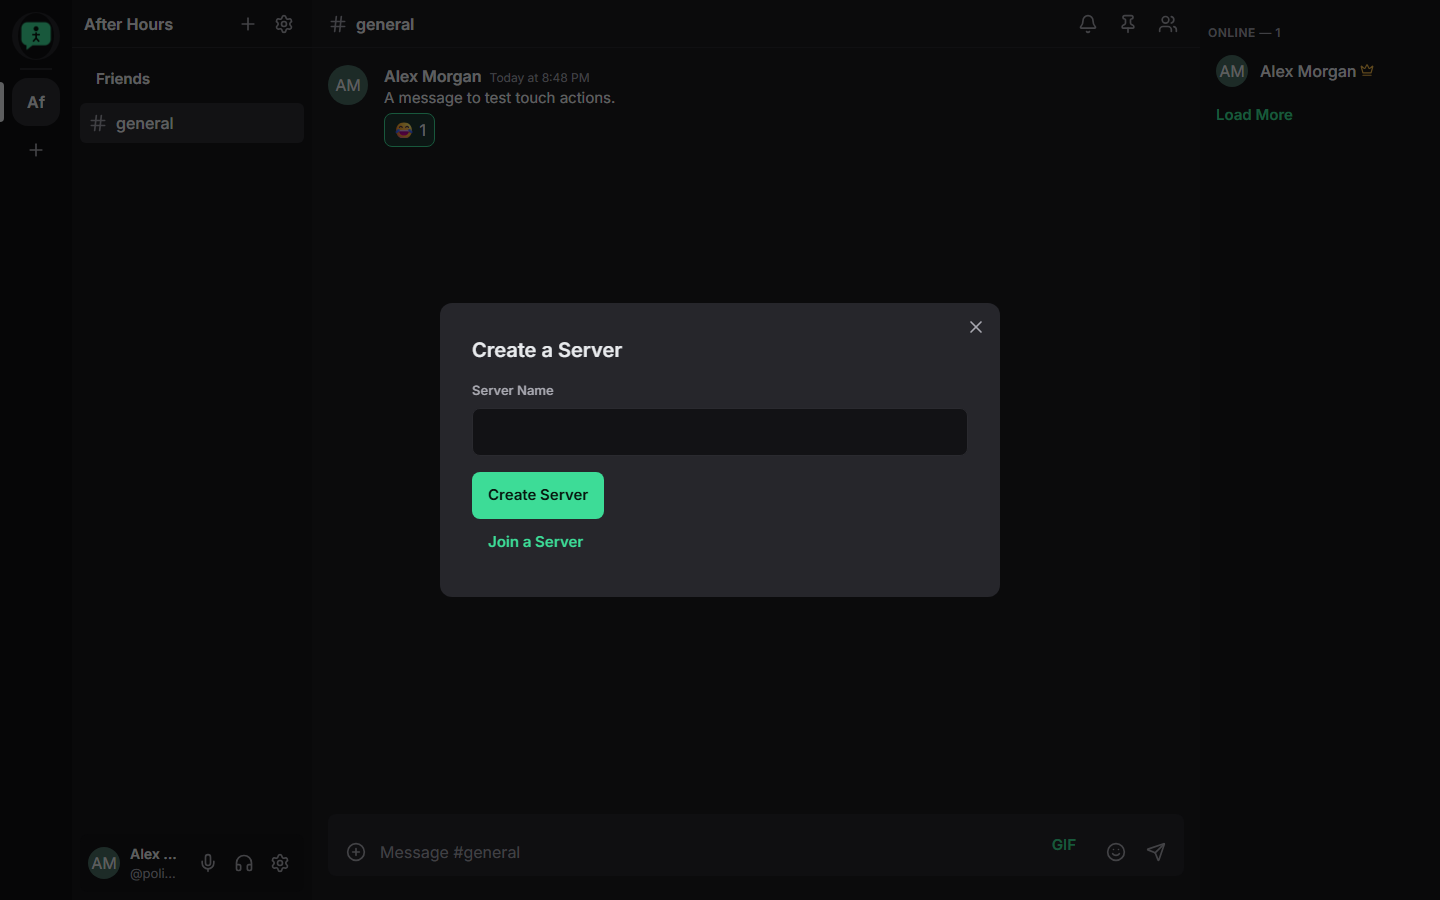 After Hours
Friends
Af
# general
# general
AM
Alex Morgan Today at 8:48 PM
A message to test touch actions.
😂 1
ONLINE — 1
AM Alex Morgan
Load More
Create a Server
Server Name
Create Server
Join a Server
AM
Alex ...
@poli...
Message #general
GIF